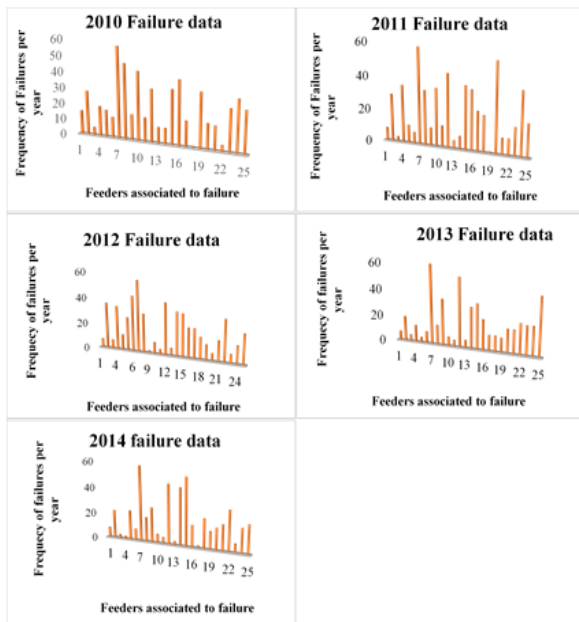 2010 Failure data
Frequency of Failures per year
60
50
40
30
20
10
0
1 4 7 10 13 16 19 22 25
Feeders associated to failure
2011 Failure data
Frequency of Failures per year
60
40
20
0
1 4 7 10 13 16 19 22 25
Feeders associated to failure
2012 Failure data
Frequecy of failures per year
60
40
20
0
1 4 6 9 12 15 18 21 24
Feeders associated to failure
2013 Failure data
Frequecy of failures per year
60
40
20
0
1 4 7 10 13 16 19 22 25
Feeders associated to failure
2014 failure data
Frequecy of failures per year
60
40
20
0
1 4 7 10 13 16 19 22 25
Feeders associated to failure